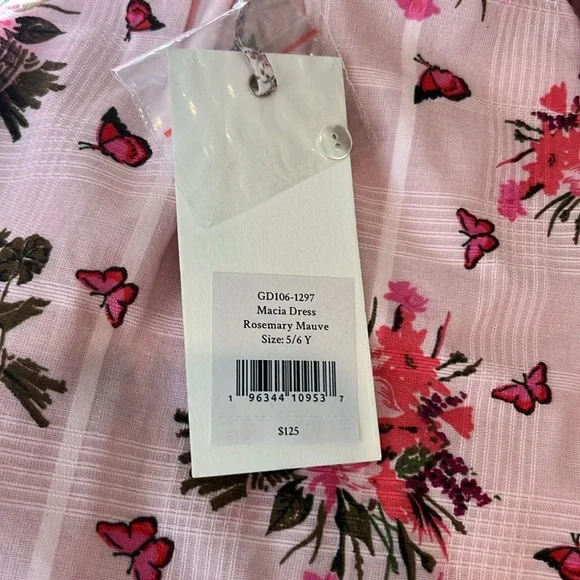 GD106-1297
Macia Dress
Rosemary Mauve
Size: 5/6 Y
1 96344 10953 7
$125